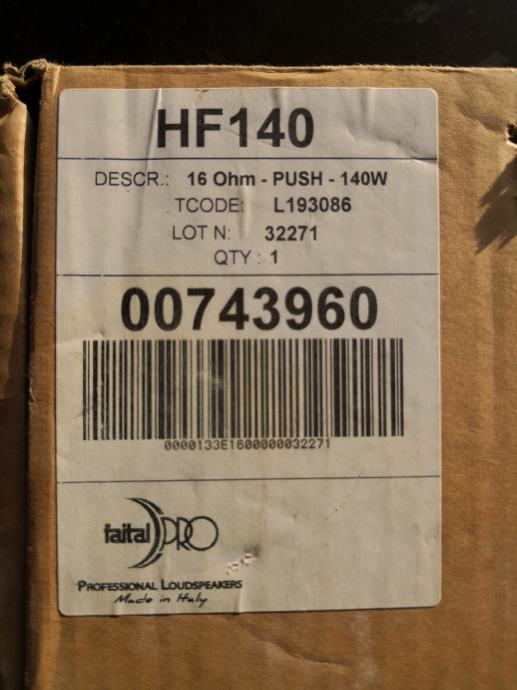 HF140
DESCR.: 16 Ohm - PUSH - 140W
TCODE: L193086
LOT N: 32271
QTY : 1
00743960
0000133E1600000032271
faital PRO
PROFESSIONAL LOUDSPEAKERS
Made in Italy